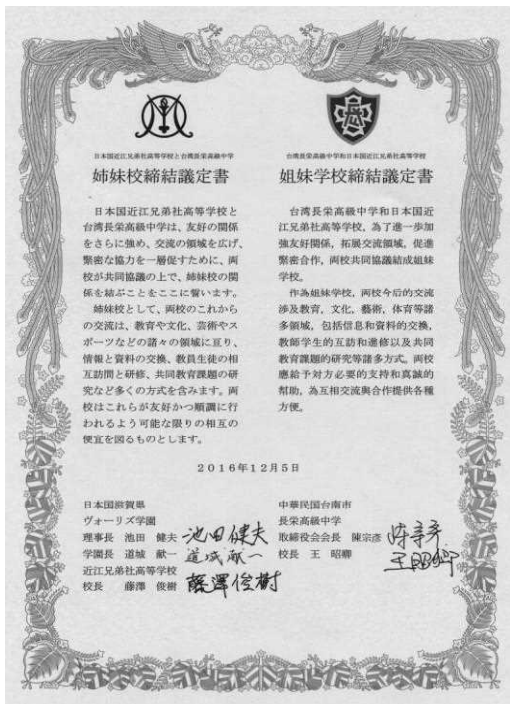 日本国近江兄弟社高等学校と台湾長栄高級中学
姉妹校締結議定書
日本国近江兄弟社高等学校と
台湾長栄高級中学は、友好の関係
をさらに強め、交流の領域を広げ、
緊密な協力を一層促すために、両
校が共同協議の上で、姉妹校の関
係を結ぶことをここに誓います。
姉妹校として、両校のこれから
の交流は、教育や文化、芸術やス
ポーツなどの諸々の領域に亘り、
情報と資料の交換、教員生徒の相
互訪問と研修、共同教育課題の研
究など多くの方式を含みます。両
校はこれらが友好かつ順調に行
われるよう可能な限りの相互の
便宜を図るものとします。
台湾長栄高級中学和日本国近江兄弟社高等学校
姐妹学校締結議定書
台湾長栄高級中学和日本国近
江兄弟社高等学校，為了進一步加
強友好關係，拓展交流領域，促進
緊密合作，両校共同協議結成姐妹
学校。
作為姐妹学校，両校今后的交流
渉及教育，文化，藝術，体育等諸
多領域，包括信息和資料的交換，
教師学生的互訪和進修以及共同
教育課題的研究等諸多方式。両校
應給予対方必要的支持和真誠的
幫助，為互相交流與合作提供各種
方便。
2016年12月5日
日本国滋賀県
ヴォーリズ学園
理事長 池田 健夫 池田健夫
学園長 道城 献一 道城献一
近江兄弟社高等学校
校長 藤澤 俊樹 藤澤俊樹
中華民国台南市
長栄高級中学
取締役会会長 陳宗彦
校長 王 昭卿 王昭卿